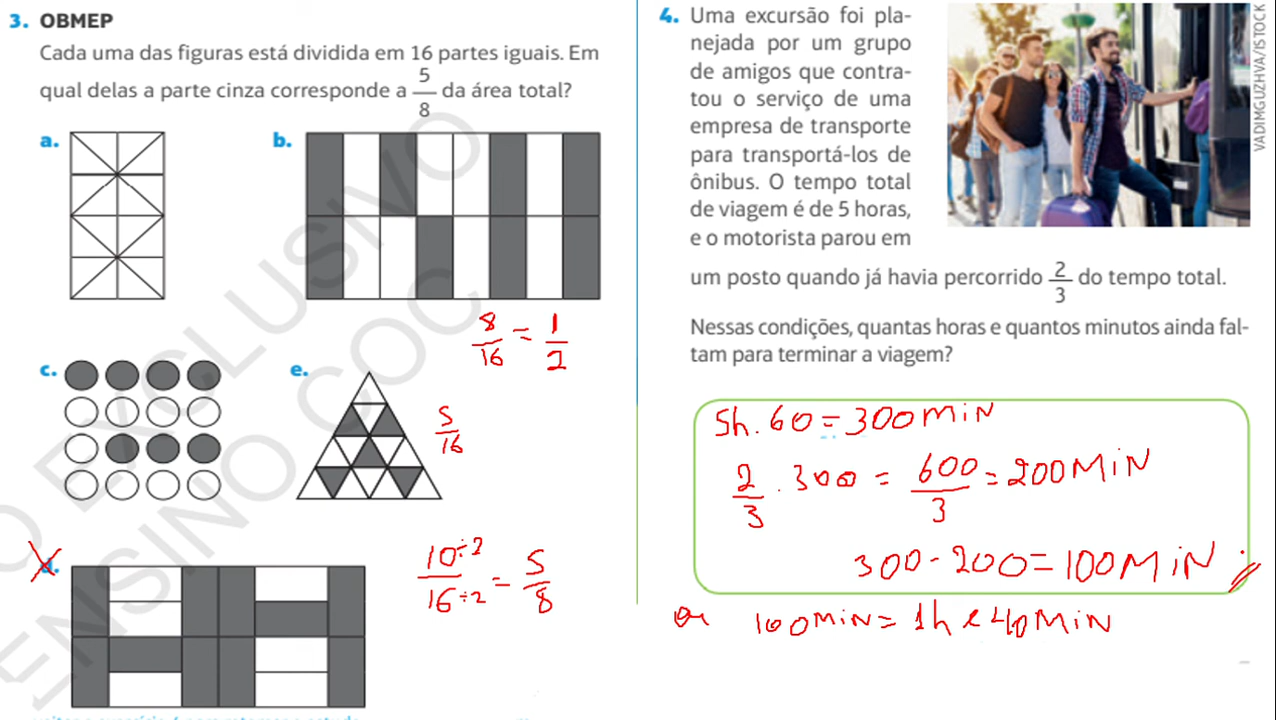 3. OBMEP
Cada uma das figuras está dividida em 16 partes iguais. Em
qual delas a parte cinza corresponde a 5/8 da área total?
a.
b.
8/16 = 1/2
c.
e.
5/16
d.
10÷2/16÷2 = 5/8
4. Uma excursão foi pla-
nejada por um grupo
de amigos que contra-
tou o serviço de uma
empresa de transporte
para transportá-los de
ônibus. O tempo total
de viagem é de 5 horas,
e o motorista parou em
um posto quando já havia percorrido 2/3 do tempo total.
Nessas condições, quantas horas e quantos minutos ainda fal-
tam para terminar a viagem?
VADIMGUZHVA/ISTOCK
5h . 60 = 300 MiN
2/3 . 300 = 600/3 = 200 MiN
300 - 200 = 100 MiN
ou 100 MiN = 1h e 40 MiN
O EXCLUSIVO
ENSINO COC